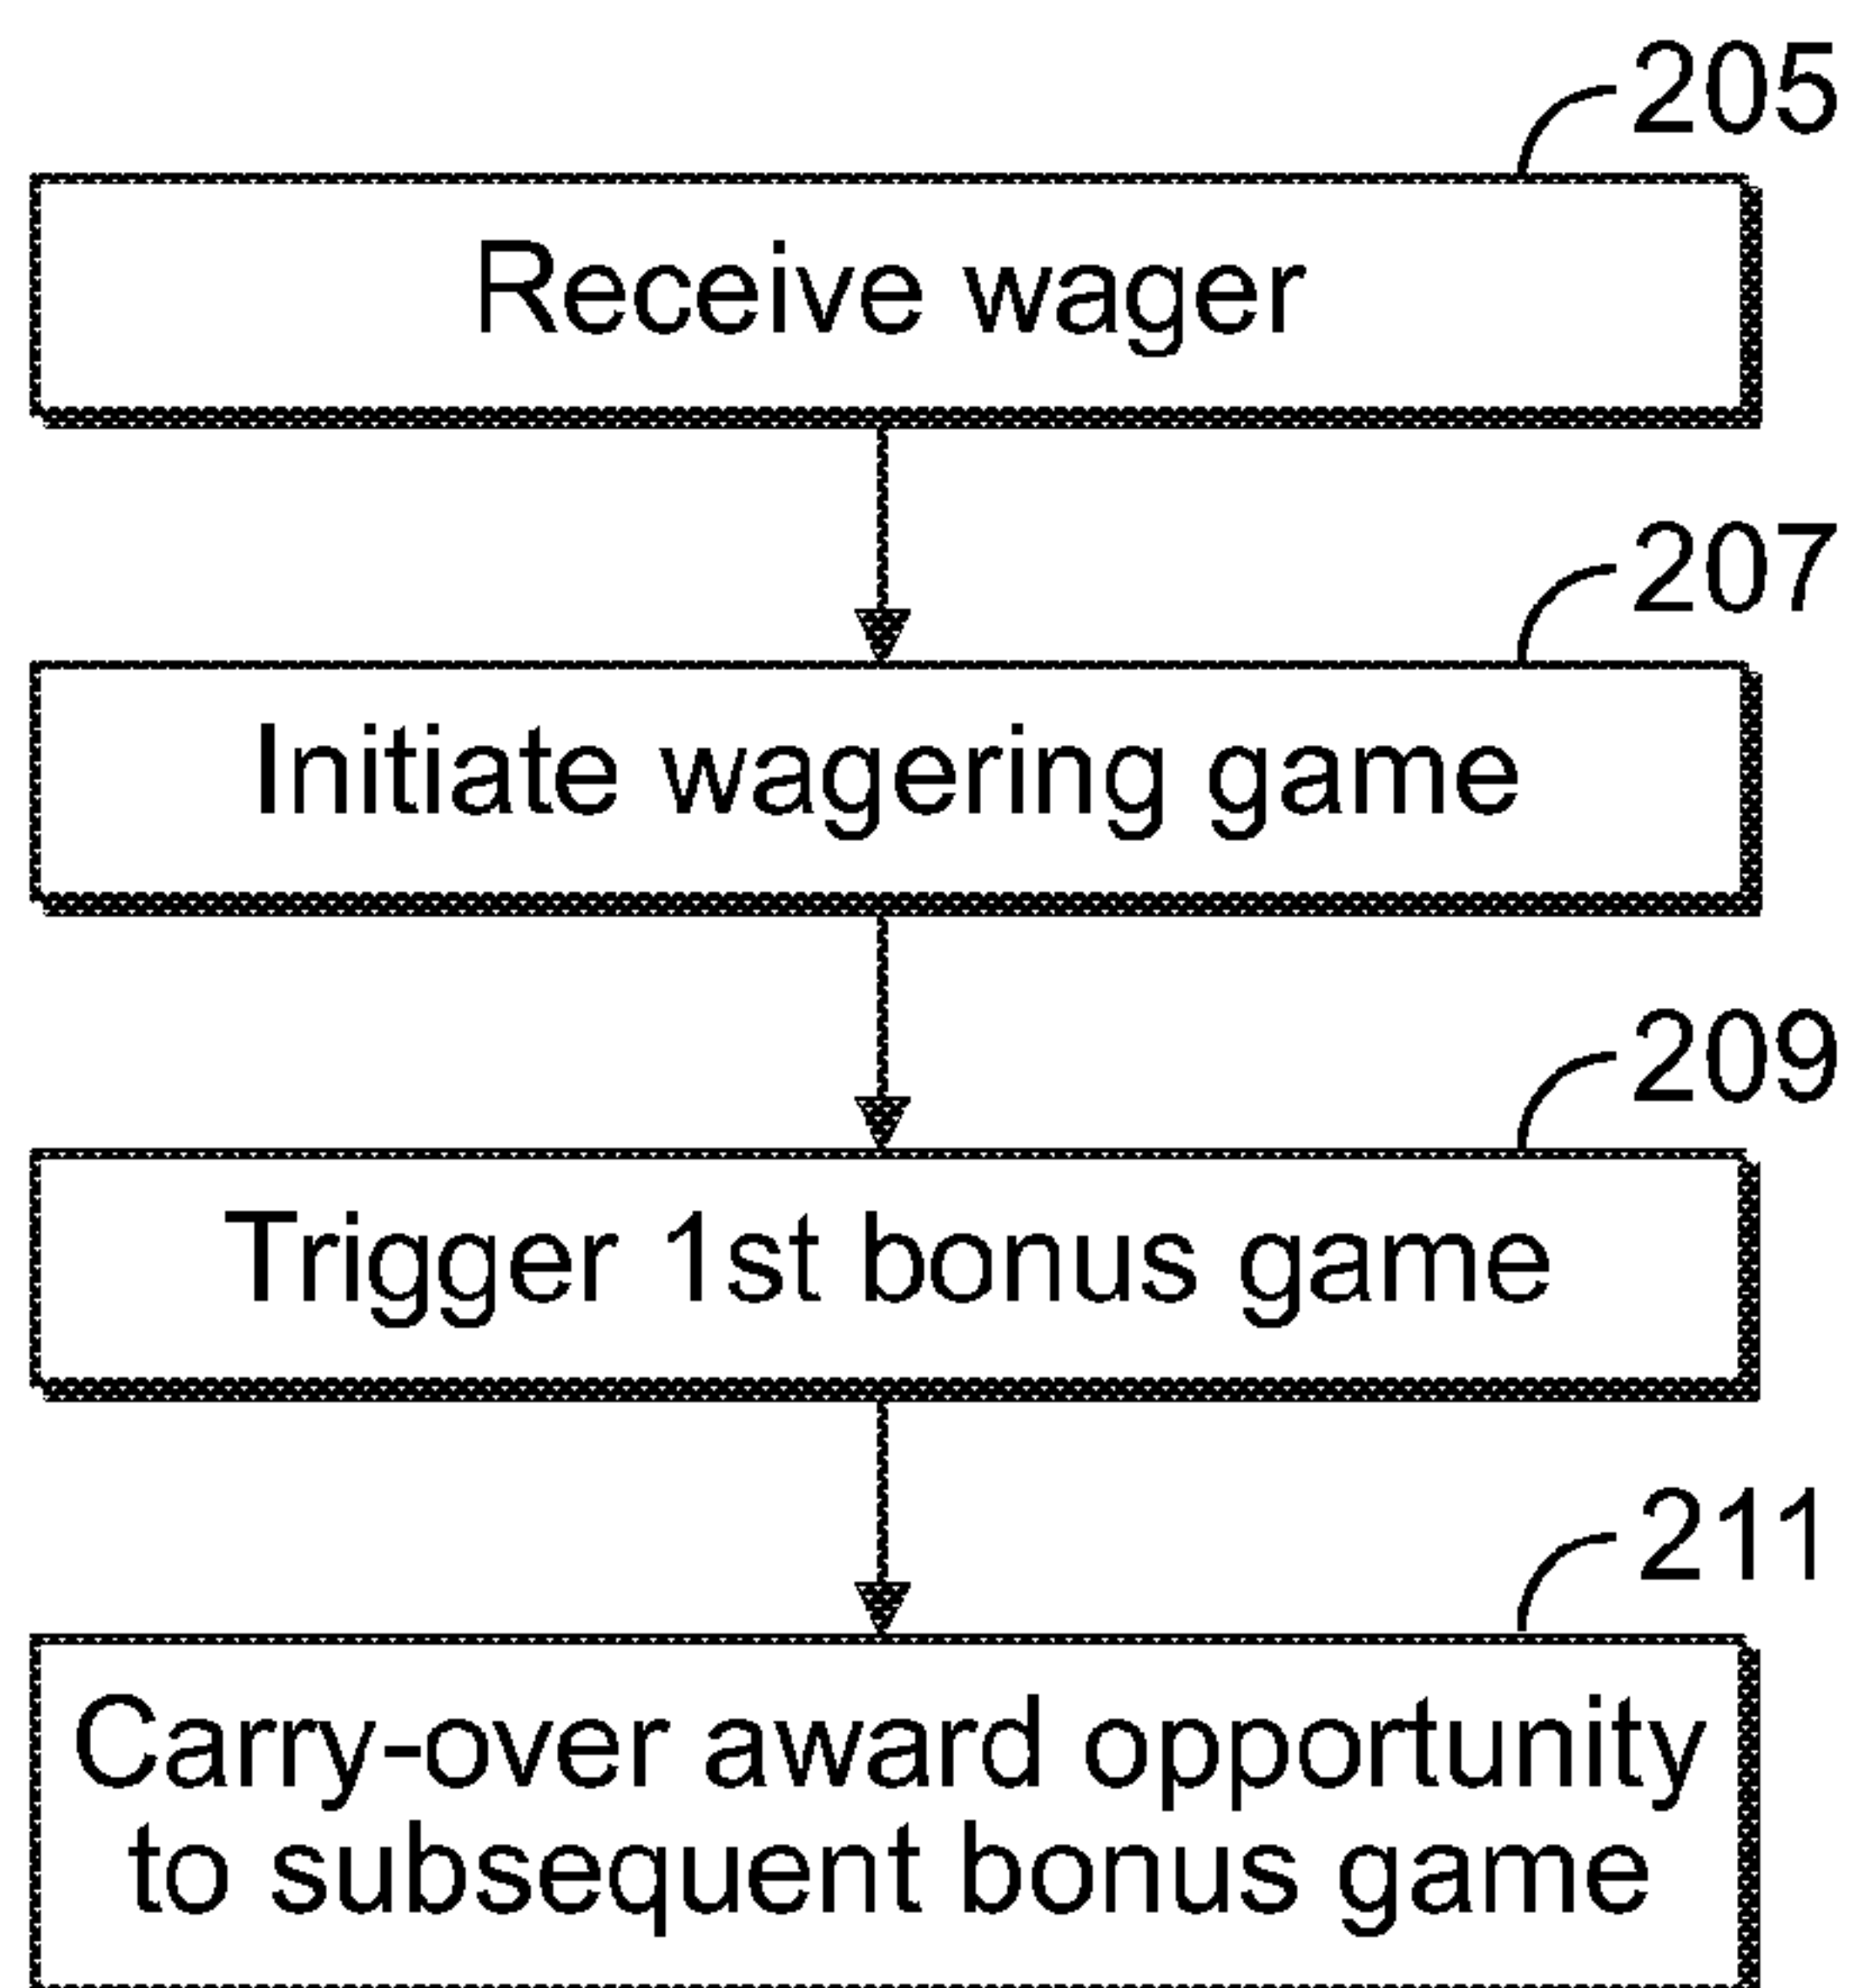 205
Receive wager
207
Initiate wagering game
209
Trigger 1st bonus game
211
Carry-over award opportunity
to subsequent bonus game